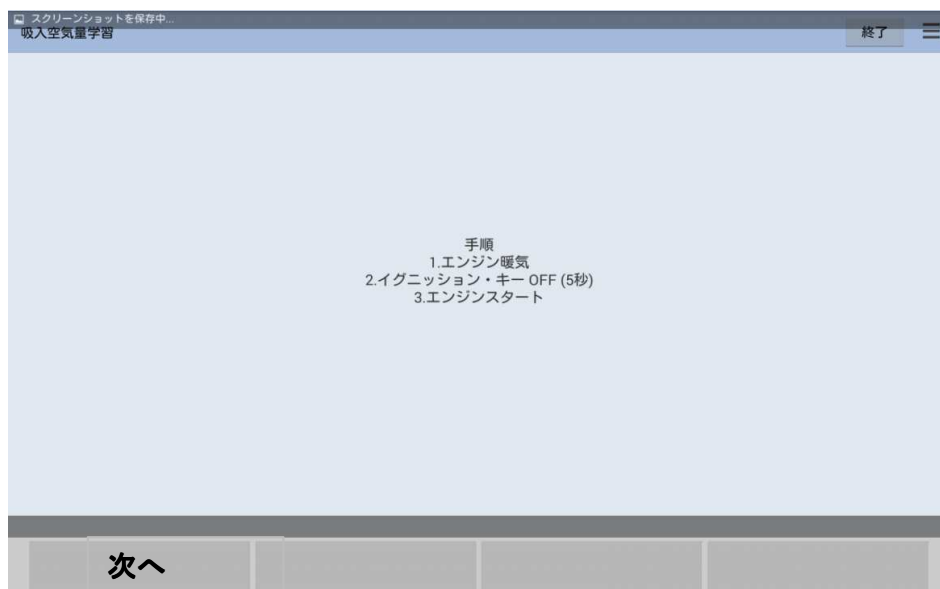 スクリーンショットを保存中...
吸入空気量学習
終了
手順
1.エンジン暖気
2.イグニッション・キー OFF (5秒)
3.エンジンスタート
次へ